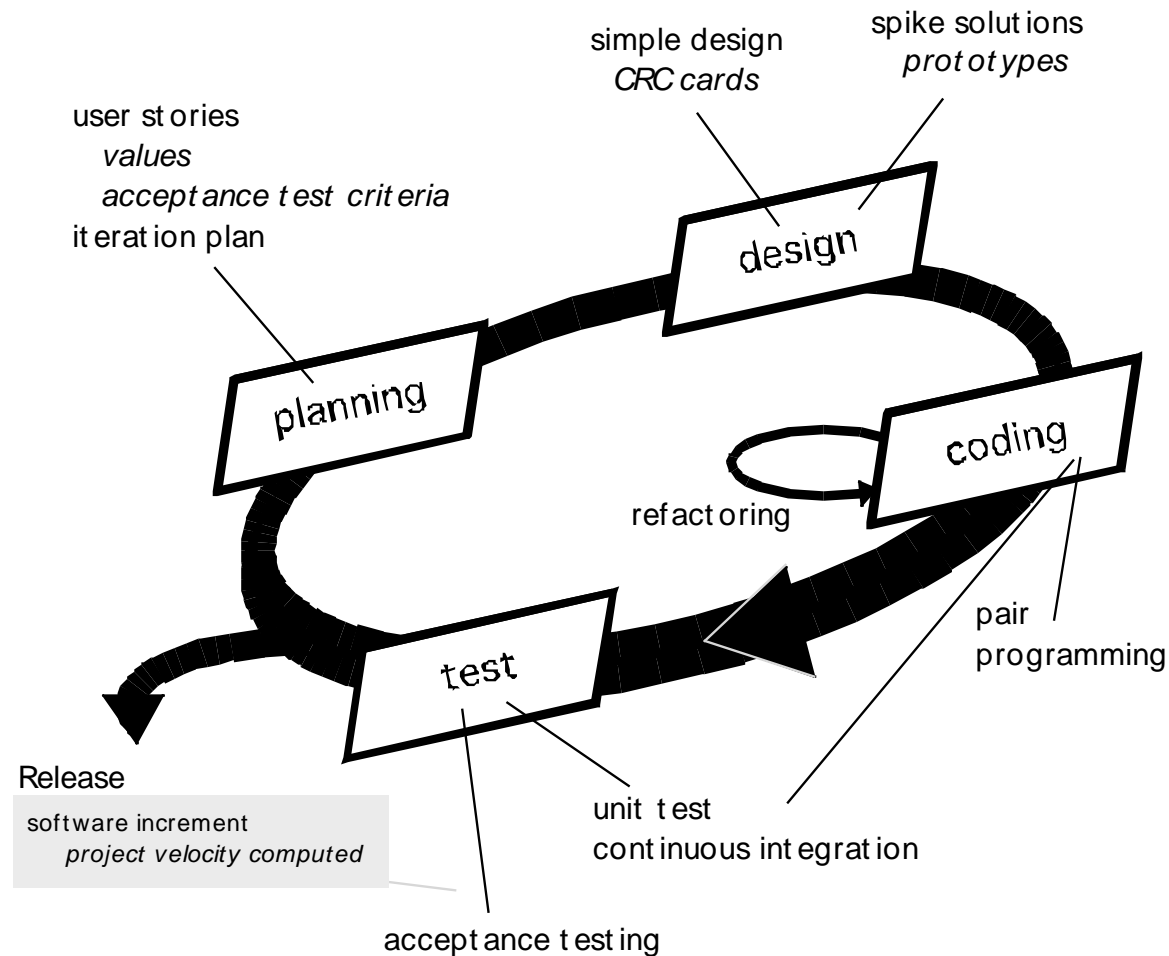 spike solutions
prototypes
simple design
CRC cards
user stories
values
acceptance test criteria
iteration plan
design
planning
coding
refactoring
test
pair
programming
Release
software increment
project velocity computed
unit test
continuous integration
acceptance testing